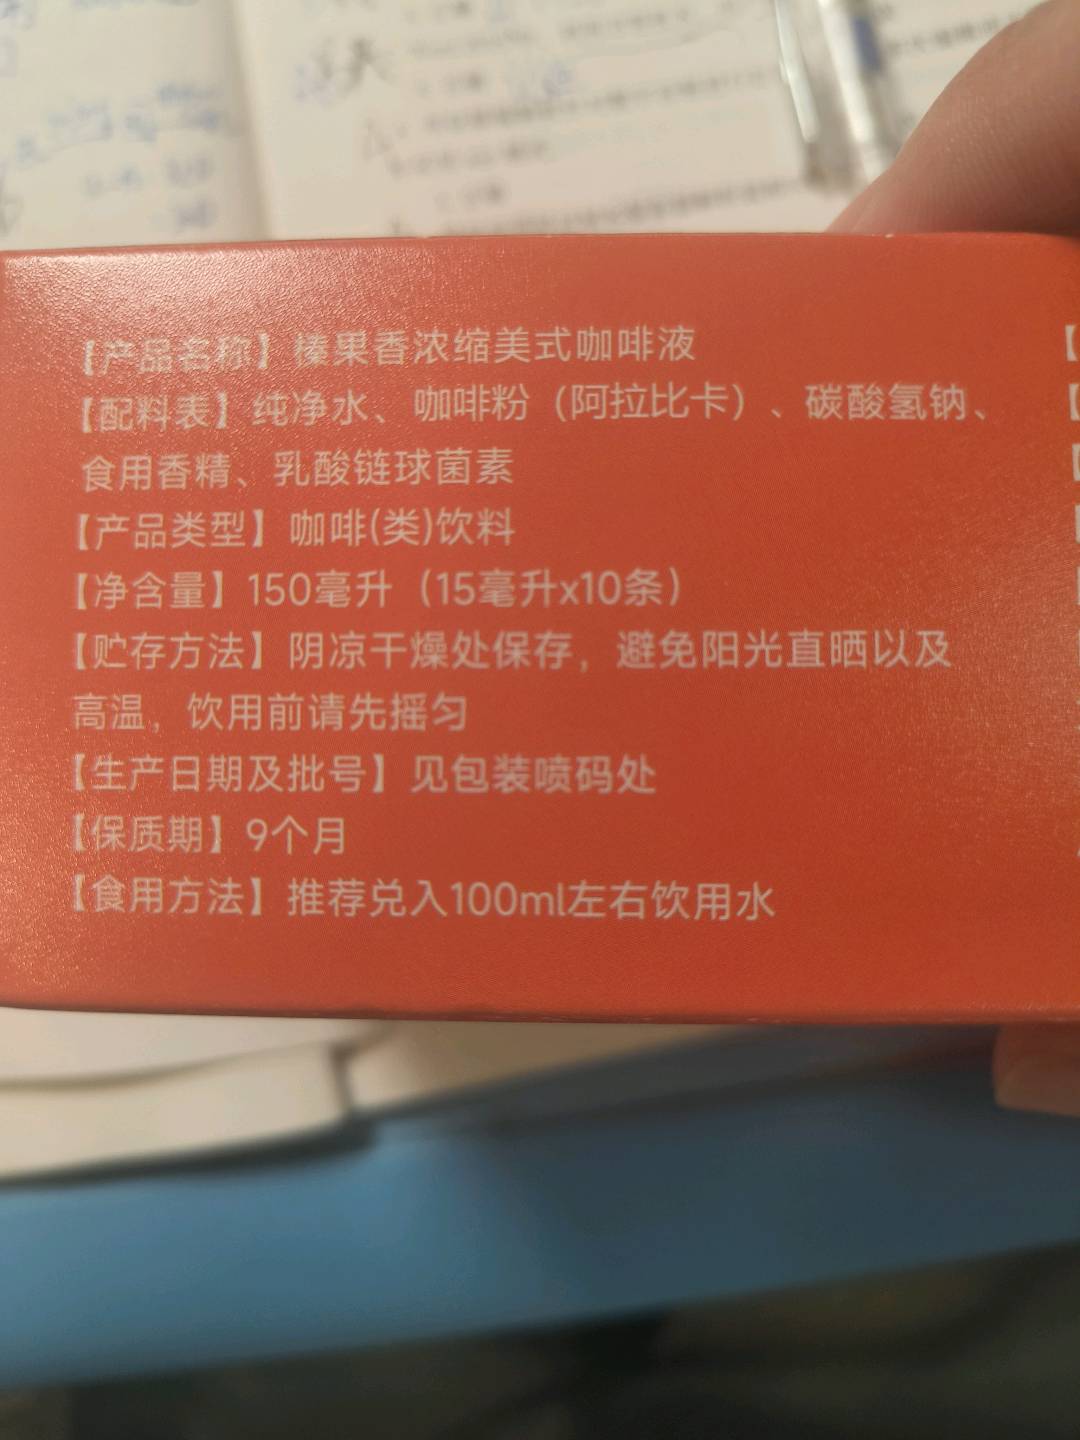 【产品名称】榛果香浓缩美式咖啡液
【配料表】纯净水、咖啡粉（阿拉比卡）、碳酸氢钠、
食用香精、乳酸链球菌素
【产品类型】咖啡(类)饮料
【净含量】150毫升（15毫升x10条）
【贮存方法】阴凉干燥处保存，避免阳光直晒以及
高温，饮用前请先摇匀
【生产日期及批号】见包装喷码处
【保质期】9个月
【食用方法】推荐兑入100ml左右饮用水